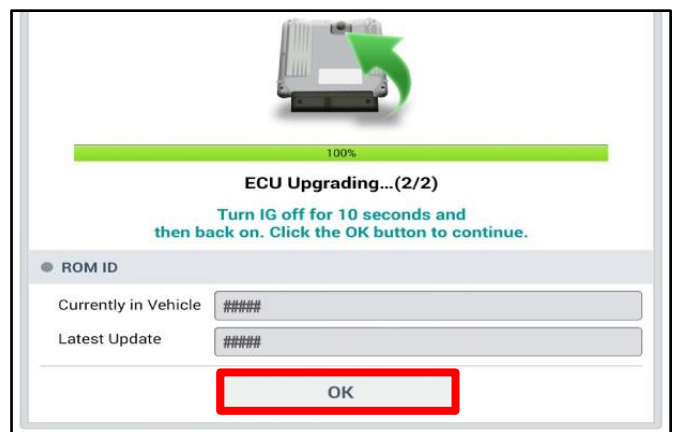 100%
ECU Upgrading...(2/2)
Turn IG off for 10 seconds and
then back on. Click the OK button to continue.
ROM ID
Currently in Vehicle #####
Latest Update #####
OK